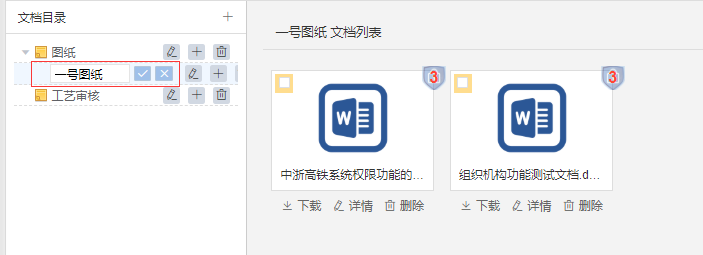 文档目录
图纸
一号图纸
工艺审核
一号图纸 文档列表
3
W
中浙高铁系统权限功能的...
下载 详情 删除
3
W
组织机构功能测试文档.d...
下载 详情 删除